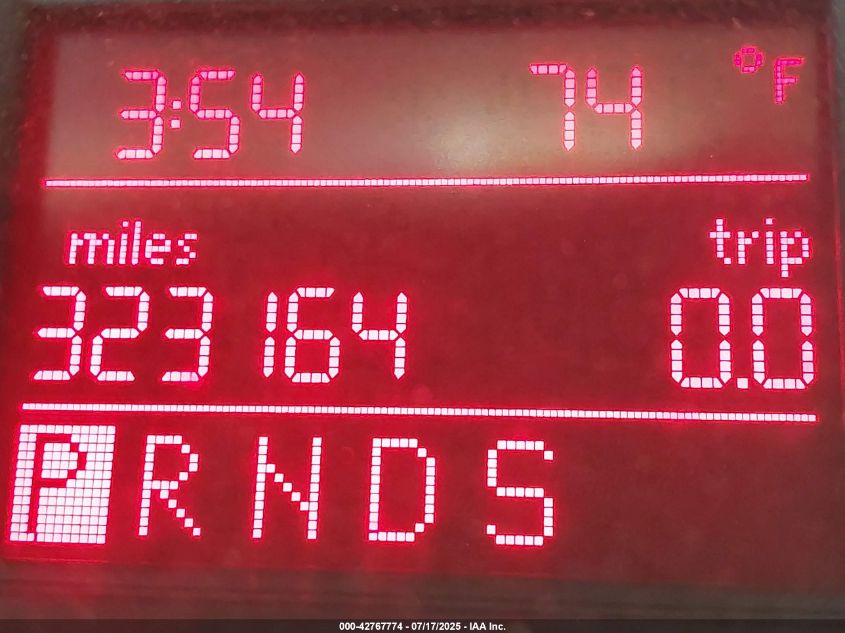 3:54 74 °F
miles trip
323164 0.0
P R N D S
000-42767774 - 07/17/2025 - IAA Inc.